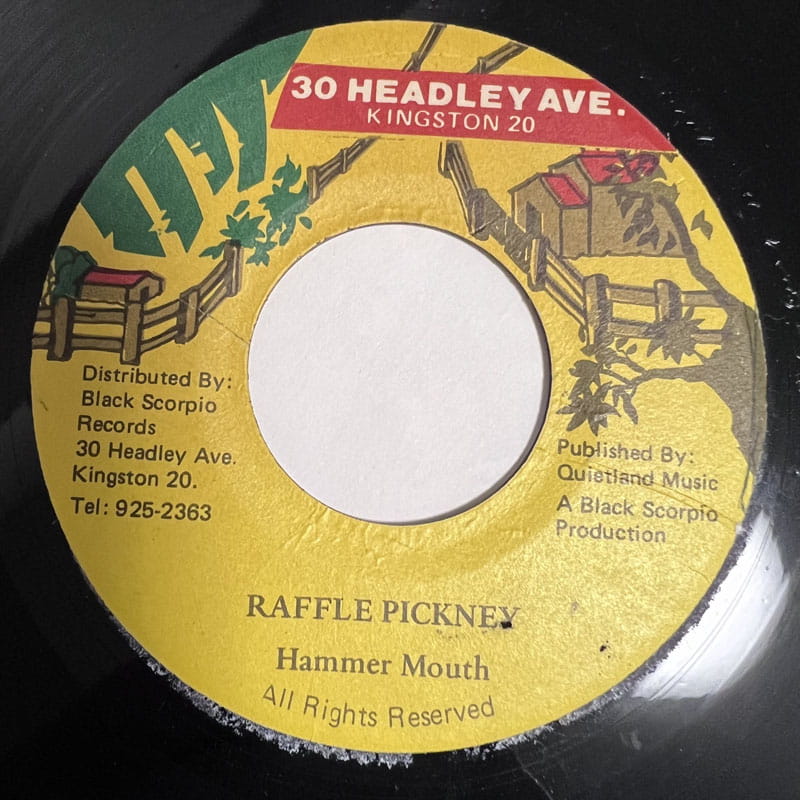 30 HEADLEY AVE.
KINGSTON 20
Distributed By:
Black Scorpio
Records
30 Headley Ave.
Kingston 20.
Tel: 925-2363
Published By:
Quietland Music
A Black Scorpio
Production
RAFFLE PICKNEY
Hammer Mouth
All Rights Reserved